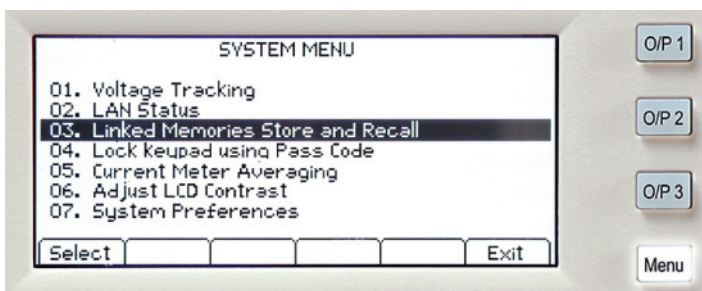 SYSTEM MENU
01. Voltage Tracking
02. LAN Status
03. Linked Memories Store and Recall
04. Lock Keypad using Pass Code
05. Current Meter Averaging
06. Adjust LCD Contrast
07. System Preferences
Select Exit
O/P 1
O/P 2
O/P 3
Menu